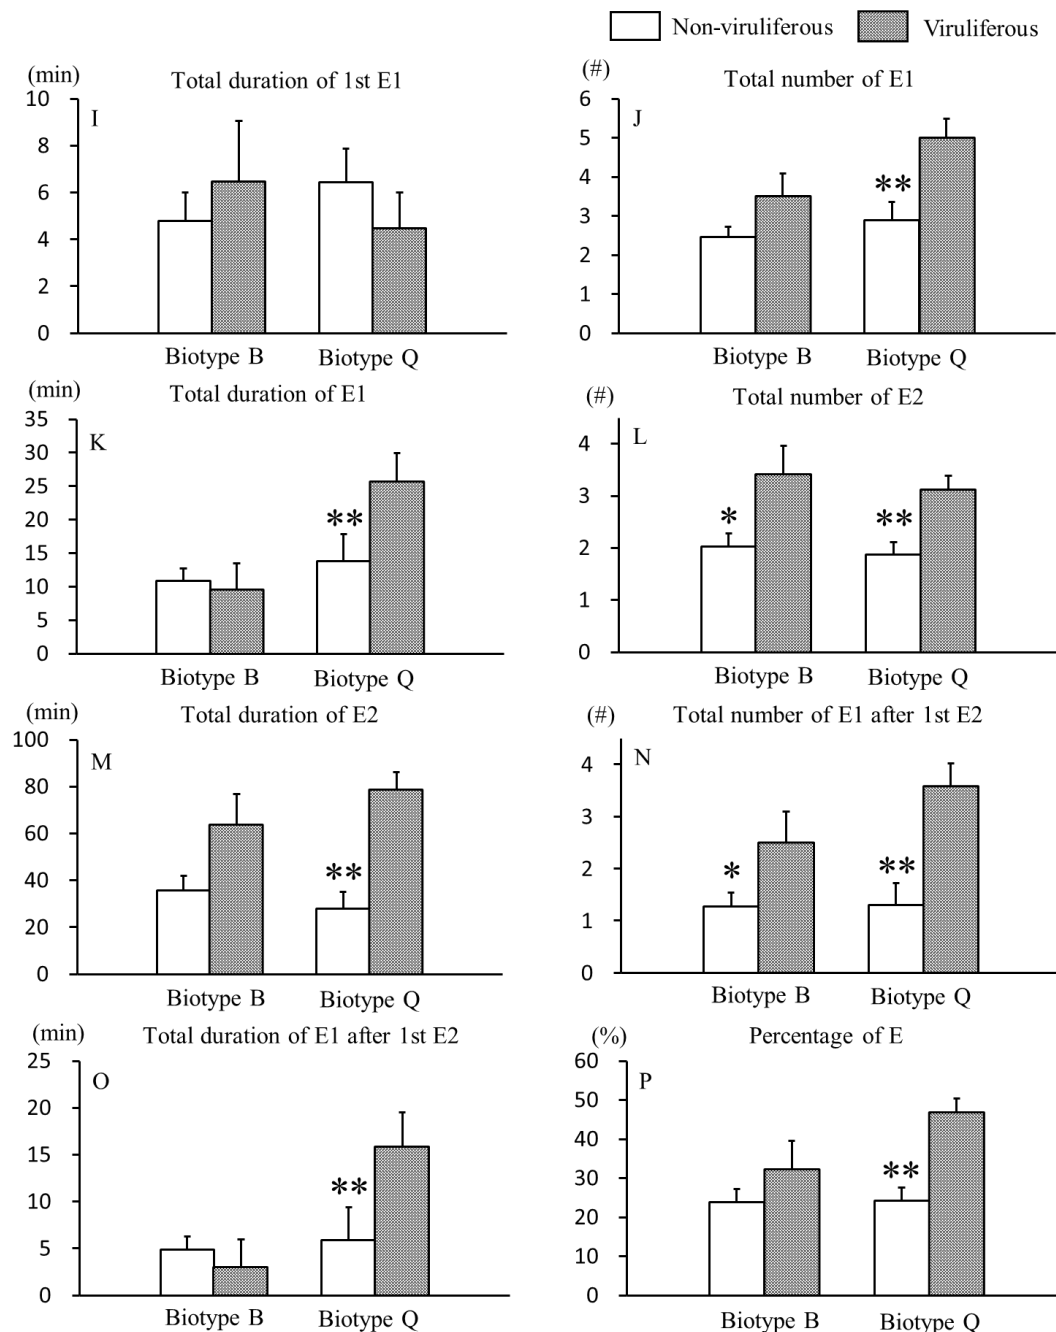 Non-viruliferous Viruliferous
(min) Total duration of 1st E1
I
10
8
6
4
2
0
Biotype B Biotype Q
(#) Total number of E1
J
6
5
4
3
2
1
0
**
Biotype B Biotype Q
(min) Total duration of E1
K
35
30
25
20
15
10
5
0
**
Biotype B Biotype Q
(#) Total number of E2
L
4
3
2
1
0
* **
Biotype B Biotype Q
(min) Total duration of E2
M
100
80
60
40
20
0
**
Biotype B Biotype Q
(#) Total number of E1 after 1st E2
N
4
3
2
1
0
* **
Biotype B Biotype Q
(min) Total duration of E1 after 1st E2
O
25
20
15
10
5
0
**
Biotype B Biotype Q
(%) Percentage of E
P
60
50
40
30
20
10
0
**
Biotype B Biotype Q